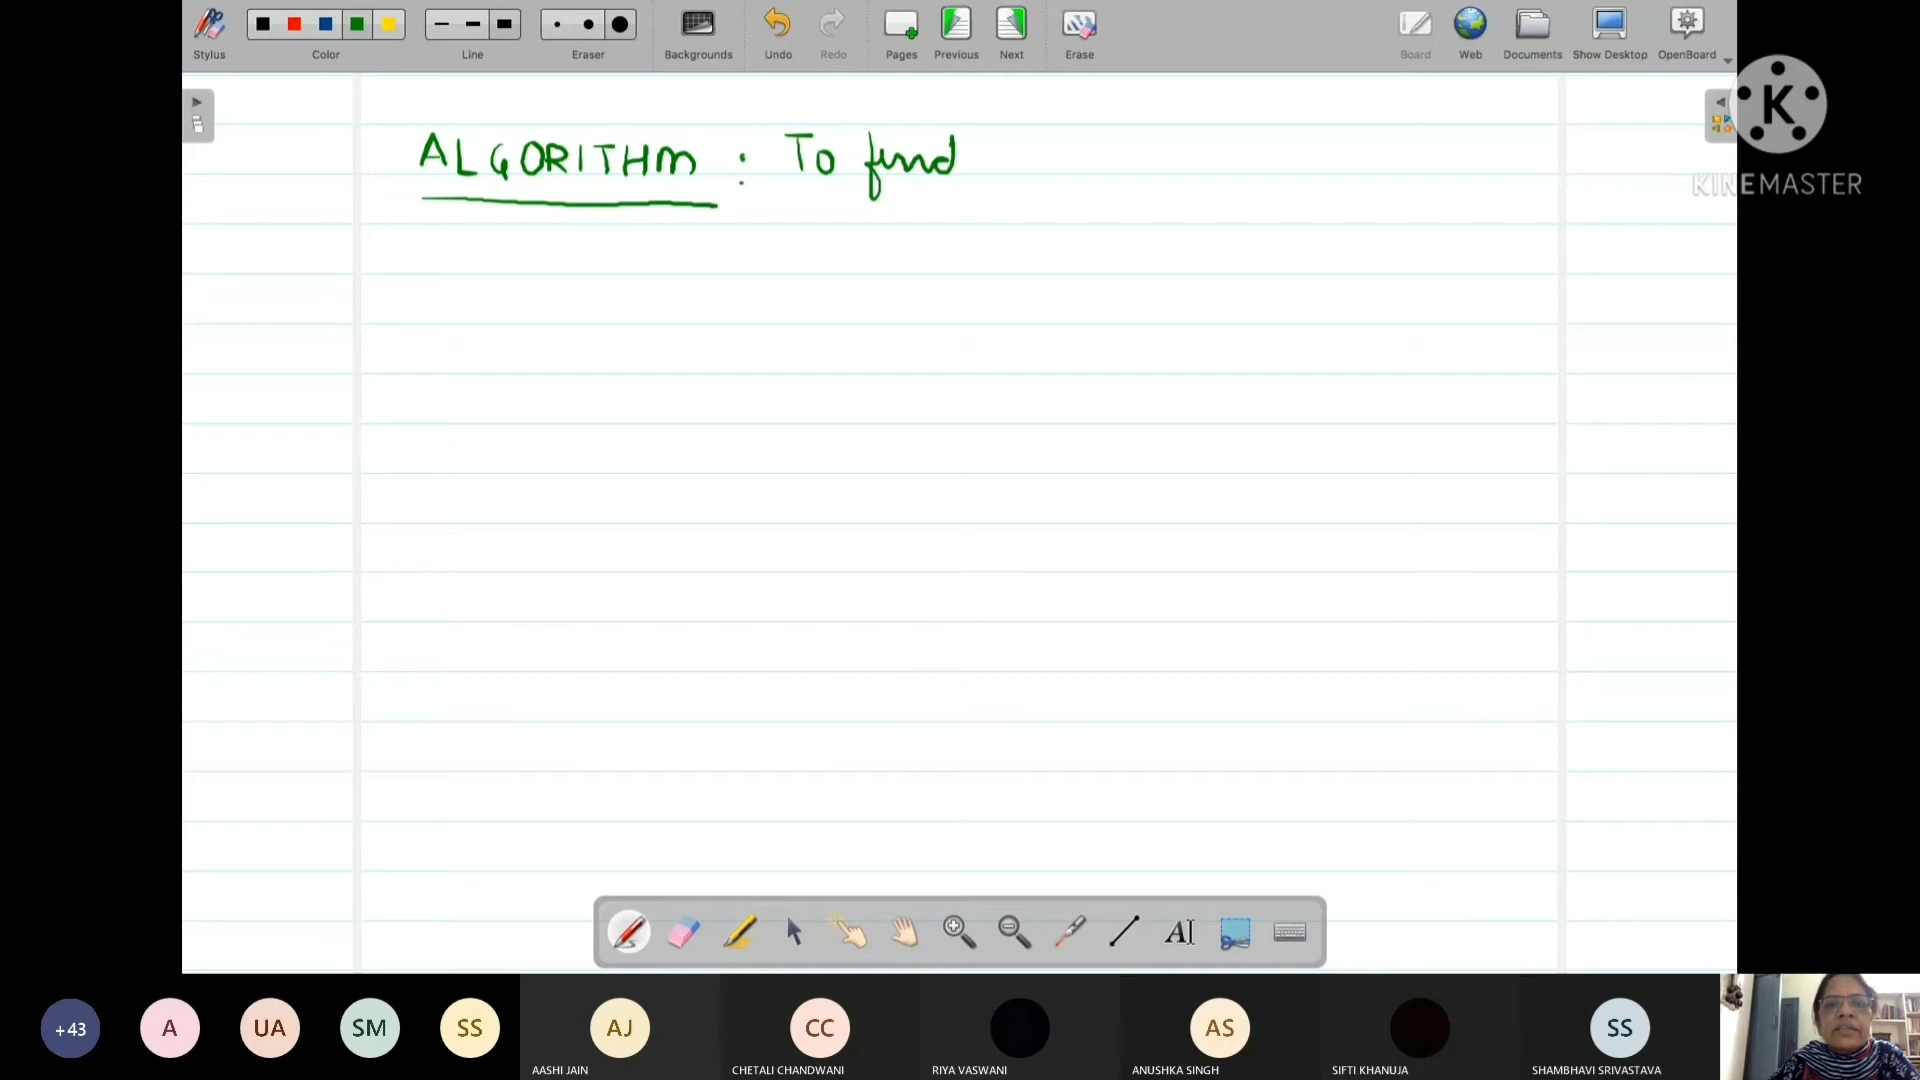 Stylus
Color
Line
Eraser
Backgrounds
Undo
Redo
Pages
Previous
Next
Erase
Board
Web
Documents
Show Desktop
OpenBoard
K
KINEMASTER
ALGORITHM : To find
AI
+43
A
UA
SM
SS
AJ
CC
AS
SS
AASHI JAIN
CHETALI CHANDWANI
RIYA VASWANI
ANUSHKA SINGH
SIFTI KHANUJA
SHAMBHAVI SRIVASTAVA